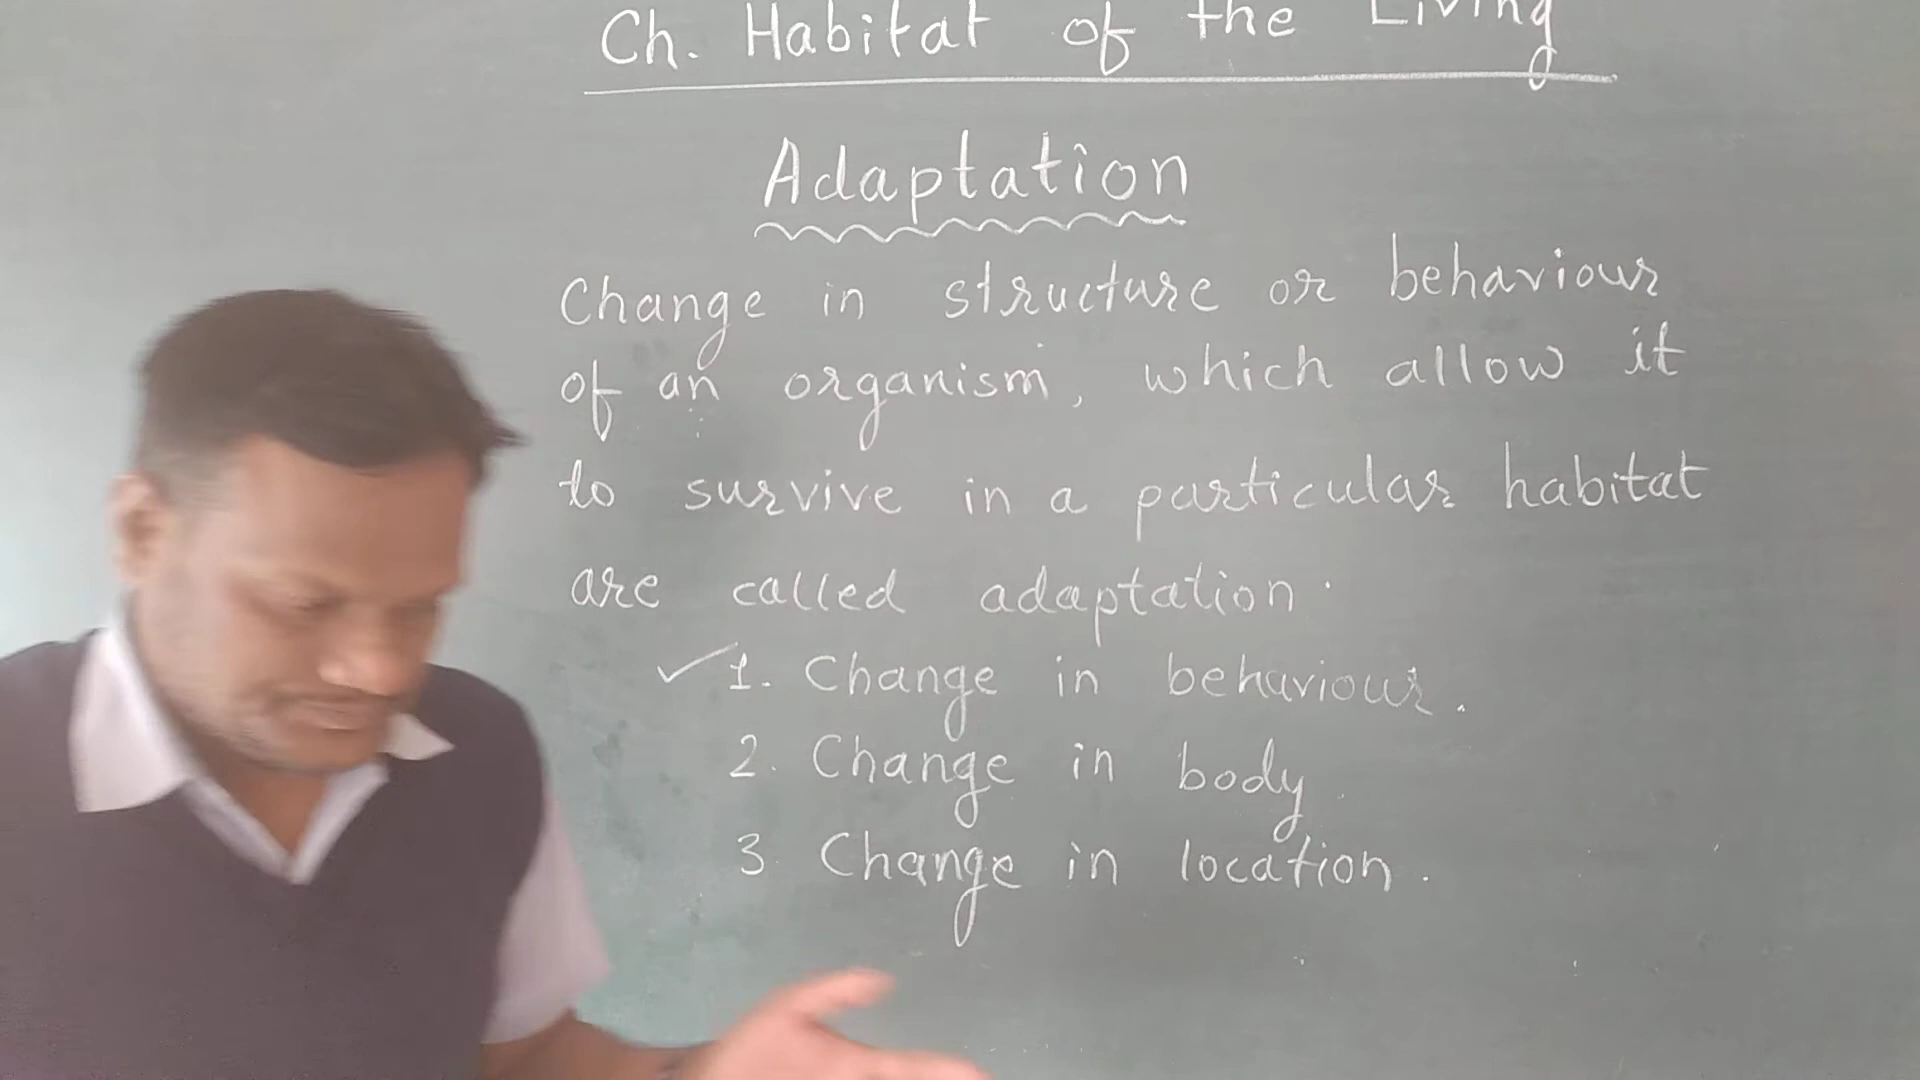 Ch. Habitat of the Living
Adaptation
Change in structure or behaviour
of an organism, which allow it
to survive in a particular habitat
are called adaptation.
✓ 1. Change in behaviour.
2. Change in body.
3. Change in location.